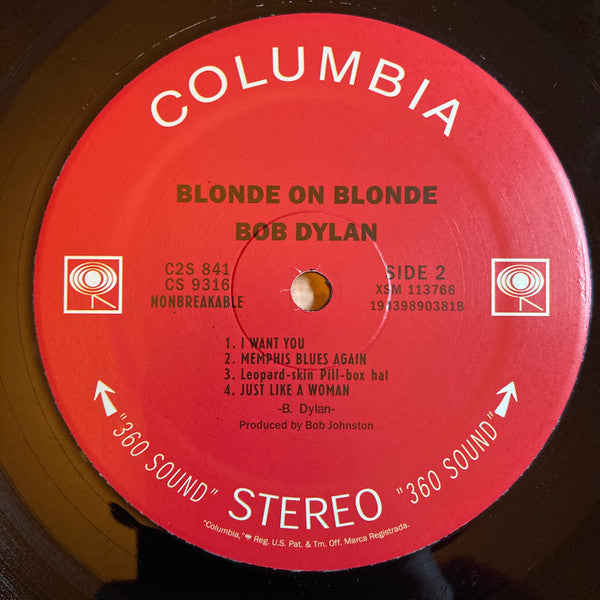 COLUMBIA
BLONDE ON BLONDE
BOB DYLAN
C2S 841
CS 9316
NONBREAKABLE
SIDE 2
XSM 113766
19439890381B
1. I WANT YOU
2. MEMPHIS BLUES AGAIN
3. Leopard-skin Pill-box hat
4. JUST LIKE A WOMAN
-B. Dylan-
Produced by Bob Johnston
"360 SOUND" STEREO "360 SOUND"
"Columbia," Reg. U.S. Pat. & Tm. Off. Marca Registrada.